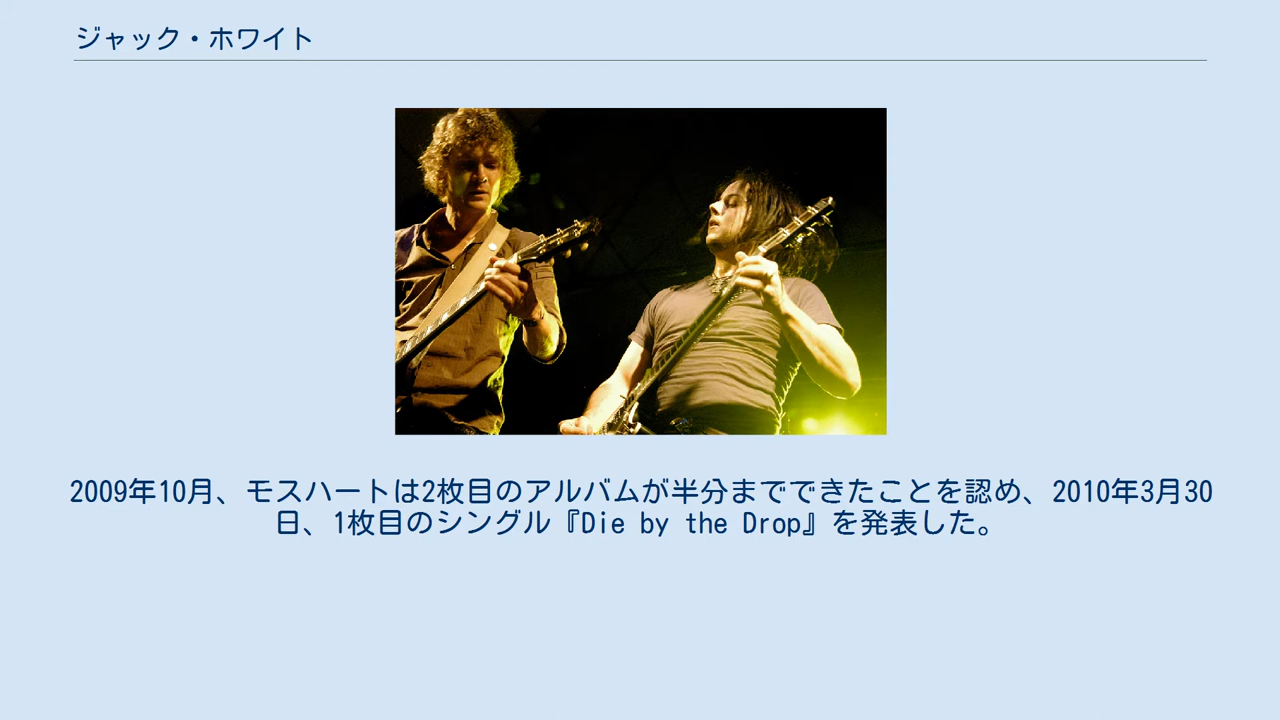 ジャック・ホワイト
2009年10月、モスハートは2枚目のアルバムが半分までできたことを認め、2010年3月30
日、1枚目のシングル『Die by the Drop』を発表した。